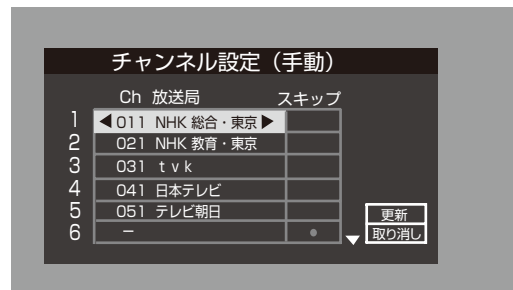 チャンネル設定（手動）
Ch 放送局 スキップ
1 ◀011 NHK 総合・東京▶
2 021 NHK 教育・東京
3 031 ｔｖｋ
4 041 日本テレビ
5 051 テレビ朝日
6 − ●
更新
▼ 取り消し